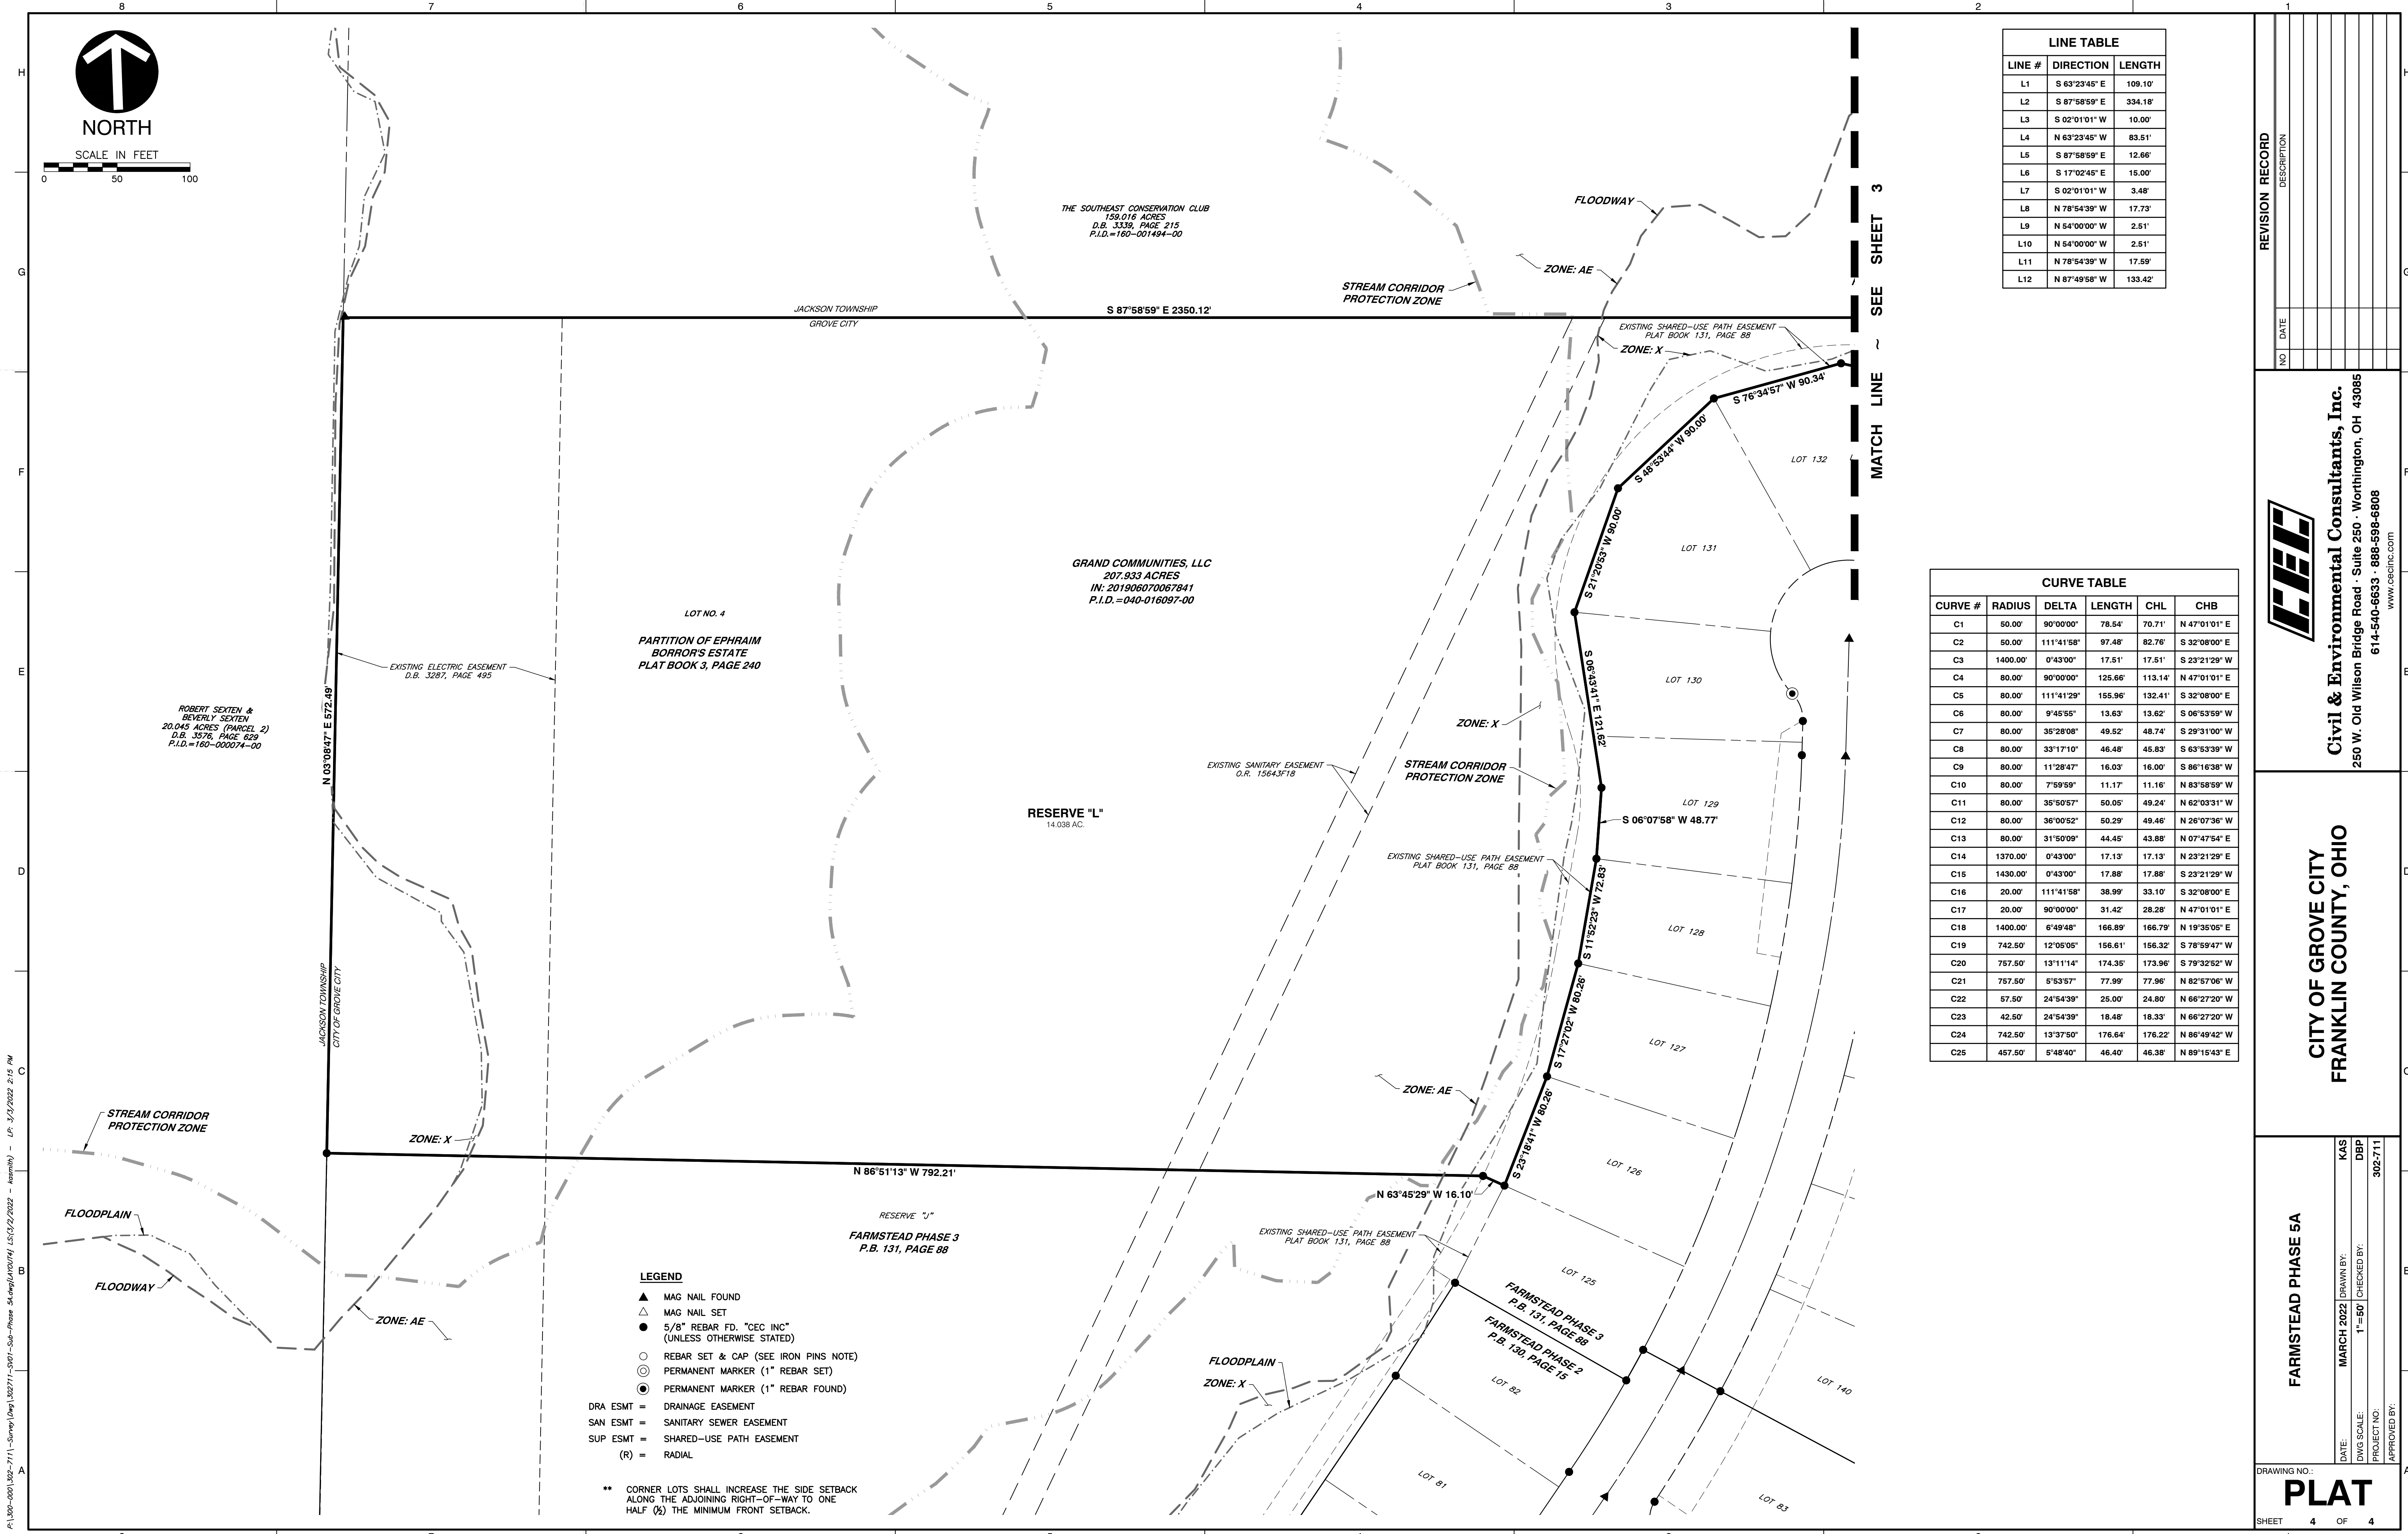 8 7 6 5 4 3 2 1
H
G
F
E
D
C
B
A
NORTH
SCALE IN FEET
0 50 100
THE SOUTHEAST CONSERVATION CLUB
159.016 ACRES
D.B. 3339, PAGE 215
P.I.D.=160-001494-00
FLOODWAY
ZONE: AE
STREAM CORRIDOR
PROTECTION ZONE
JACKSON TOWNSHIP
GROVE CITY
S 87°58'59" E 2350.12'
EXISTING SHARED-USE PATH EASEMENT
PLAT BOOK 131, PAGE 88
ZONE: X
MATCH LINE ~ SEE SHEET 3
S 76°34'57" W 90.34'
S 48°53'44" W 90.00'
S 21°20'53" W 90.00'
S 06°43'41" E 121.62'
S 06°07'58" W 48.77'
S 11°52'23" W 72.83'
S 17°27'02" W 80.26'
S 23°18'41" W 80.26'
N 63°45'29" W 16.10'
N 86°51'13" W 792.21'
N 03°08'47" E 572.49'
LOT 132
LOT 131
LOT 130
LOT 129
LOT 128
LOT 127
LOT 126
LOT 125
LOT 82
LOT 81
LOT 140
LOT 83
GRAND COMMUNITIES, LLC
207.933 ACRES
IN: 201906070067841
P.I.D.=040-016097-00
LOT NO. 4
PARTITION OF EPHRAIM
BORROR'S ESTATE
PLAT BOOK 3, PAGE 240
EXISTING ELECTRIC EASEMENT
D.B. 3287, PAGE 495
ROBERT SEXTEN &
BEVERLY SEXTEN
20.045 ACRES (PARCEL 2)
D.B. 3576, PAGE 629
P.I.D.=160-000074-00
ZONE: X
EXISTING SANITARY EASEMENT
O.R. 15643F18
STREAM CORRIDOR
PROTECTION ZONE
RESERVE "L"
14.038 AC.
EXISTING SHARED-USE PATH EASEMENT
PLAT BOOK 131, PAGE 88
JACKSON TOWNSHIP
CITY OF GROVE CITY
ZONE: AE
STREAM CORRIDOR
PROTECTION ZONE
ZONE: X
FLOODPLAIN
FLOODWAY
ZONE: AE
RESERVE "J"
FARMSTEAD PHASE 3
P.B. 131, PAGE 88
EXISTING SHARED-USE PATH EASEMENT
PLAT BOOK 131, PAGE 88
FARMSTEAD PHASE 3
P.B. 131, PAGE 88
FARMSTEAD PHASE 2
P.B. 130, PAGE 15
FLOODPLAIN
ZONE: X
LEGEND
MAG NAIL FOUND
MAG NAIL SET
5/8" REBAR FD. "CEC INC"
(UNLESS OTHERWISE STATED)
REBAR SET & CAP (SEE IRON PINS NOTE)
PERMANENT MARKER (1" REBAR SET)
PERMANENT MARKER (1" REBAR FOUND)
DRA ESMT = DRAINAGE EASEMENT
SAN ESMT = SANITARY SEWER EASEMENT
SUP ESMT = SHARED-USE PATH EASEMENT
(R) = RADIAL
** CORNER LOTS SHALL INCREASE THE SIDE SETBACK
ALONG THE ADJOINING RIGHT-OF-WAY TO ONE
HALF (½) THE MINIMUM FRONT SETBACK.
LINE TABLE
LINE # DIRECTION LENGTH
L1 S 63°23'45" E 109.10'
L2 S 87°58'59" E 334.18'
L3 S 02°01'01" W 10.00'
L4 N 63°23'45" W 83.51'
L5 S 87°58'59" E 12.66'
L6 S 17°02'45" E 15.00'
L7 S 02°01'01" W 3.48'
L8 N 78°54'39" W 17.73'
L9 N 54°00'00" W 2.51'
L10 N 54°00'00" W 2.51'
L11 N 78°54'39" W 17.59'
L12 N 87°49'58" W 133.42'
CURVE TABLE
CURVE # RADIUS DELTA LENGTH CHL CHB
C1 50.00' 90°00'00" 78.54' 70.71' N 47°01'01" E
C2 50.00' 111°41'58" 97.48' 82.76' S 32°08'00" E
C3 1400.00' 0°43'00" 17.51' 17.51' S 23°21'29" W
C4 80.00' 90°00'00" 125.66' 113.14' N 47°01'01" E
C5 80.00' 111°41'29" 155.96' 132.41' S 32°08'00" E
C6 80.00' 9°45'55" 13.63' 13.62' S 06°53'59" W
C7 80.00' 35°28'08" 49.52' 48.74' S 29°31'00" W
C8 80.00' 33°17'10" 46.48' 45.83' S 63°53'39" W
C9 80.00' 11°28'47" 16.03' 16.00' S 86°16'38" W
C10 80.00' 7°59'59" 11.17' 11.16' N 83°58'59" W
C11 80.00' 35°50'57" 50.05' 49.24' N 62°03'31" W
C12 80.00' 36°00'52" 50.29' 49.46' N 26°07'36" W
C13 80.00' 31°50'09" 44.45' 43.88' N 07°47'54" E
C14 1370.00' 0°43'00" 17.13' 17.13' N 23°21'29" E
C15 1430.00' 0°43'00" 17.88' 17.88' S 23°21'29" W
C16 20.00' 111°41'58" 38.99' 33.10' S 32°08'00" E
C17 20.00' 90°00'00" 31.42' 28.28' N 47°01'01" E
C18 1400.00' 6°49'48" 166.89' 166.79' N 19°35'05" E
C19 742.50' 12°05'05" 156.61' 156.32' S 78°59'47" W
C20 757.50' 13°11'14" 174.35' 173.96' S 79°32'52" W
C21 757.50' 5°53'57" 77.99' 77.96' N 82°57'06" W
C22 57.50' 24°54'39" 25.00' 24.80' N 66°27'20" W
C23 42.50' 24°54'39" 18.48' 18.33' N 66°27'20" W
C24 742.50' 13°37'50" 176.64' 176.22' N 86°49'42" W
C25 457.50' 5°48'40" 46.40' 46.38' N 89°15'43" E
REVISION RECORD
NO DATE DESCRIPTION
CEC
Civil & Environmental Consultants, Inc.
250 W. Old Wilson Bridge Road · Suite 250 · Worthington, OH 43085
614-540-6633 · 888-598-6808
www.cecinc.com
CITY OF GROVE CITY
FRANKLIN COUNTY, OHIO
FARMSTEAD PHASE 5A
DATE: MARCH 2022 DRAWN BY: KAS
DWG SCALE: 1"=50' CHECKED BY: DBP
PROJECT NO: 302-711
APPROVED BY:
DRAWING NO.:
PLAT
SHEET 4 OF 4
P:\300-000\302-711\-Survey\Dwg\302711-SV01-Sub-Phase 5A.dwg[LAYOUT4] LS:(3/2/2022 - kasmith) - LP: 3/3/2022 2:15 PM